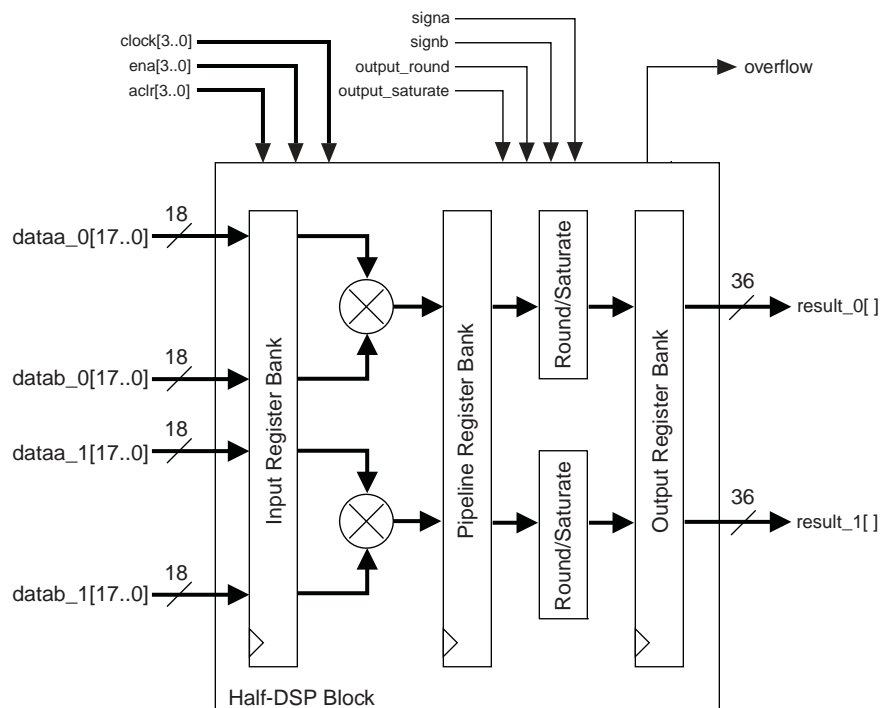 signa
clock[3..0]
signb
ena[3..0]
output_round
overflow
aclr[3..0]
output_saturate
18
dataa_0[17..0]
36
result_0[ ]
18
datab_0[17..0]
18
dataa_1[17..0]
36
result_1[ ]
18
datab_1[17..0]
Input Register Bank
Pipeline Register Bank
Round/Saturate
Round/Saturate
Output Register Bank
Half-DSP Block